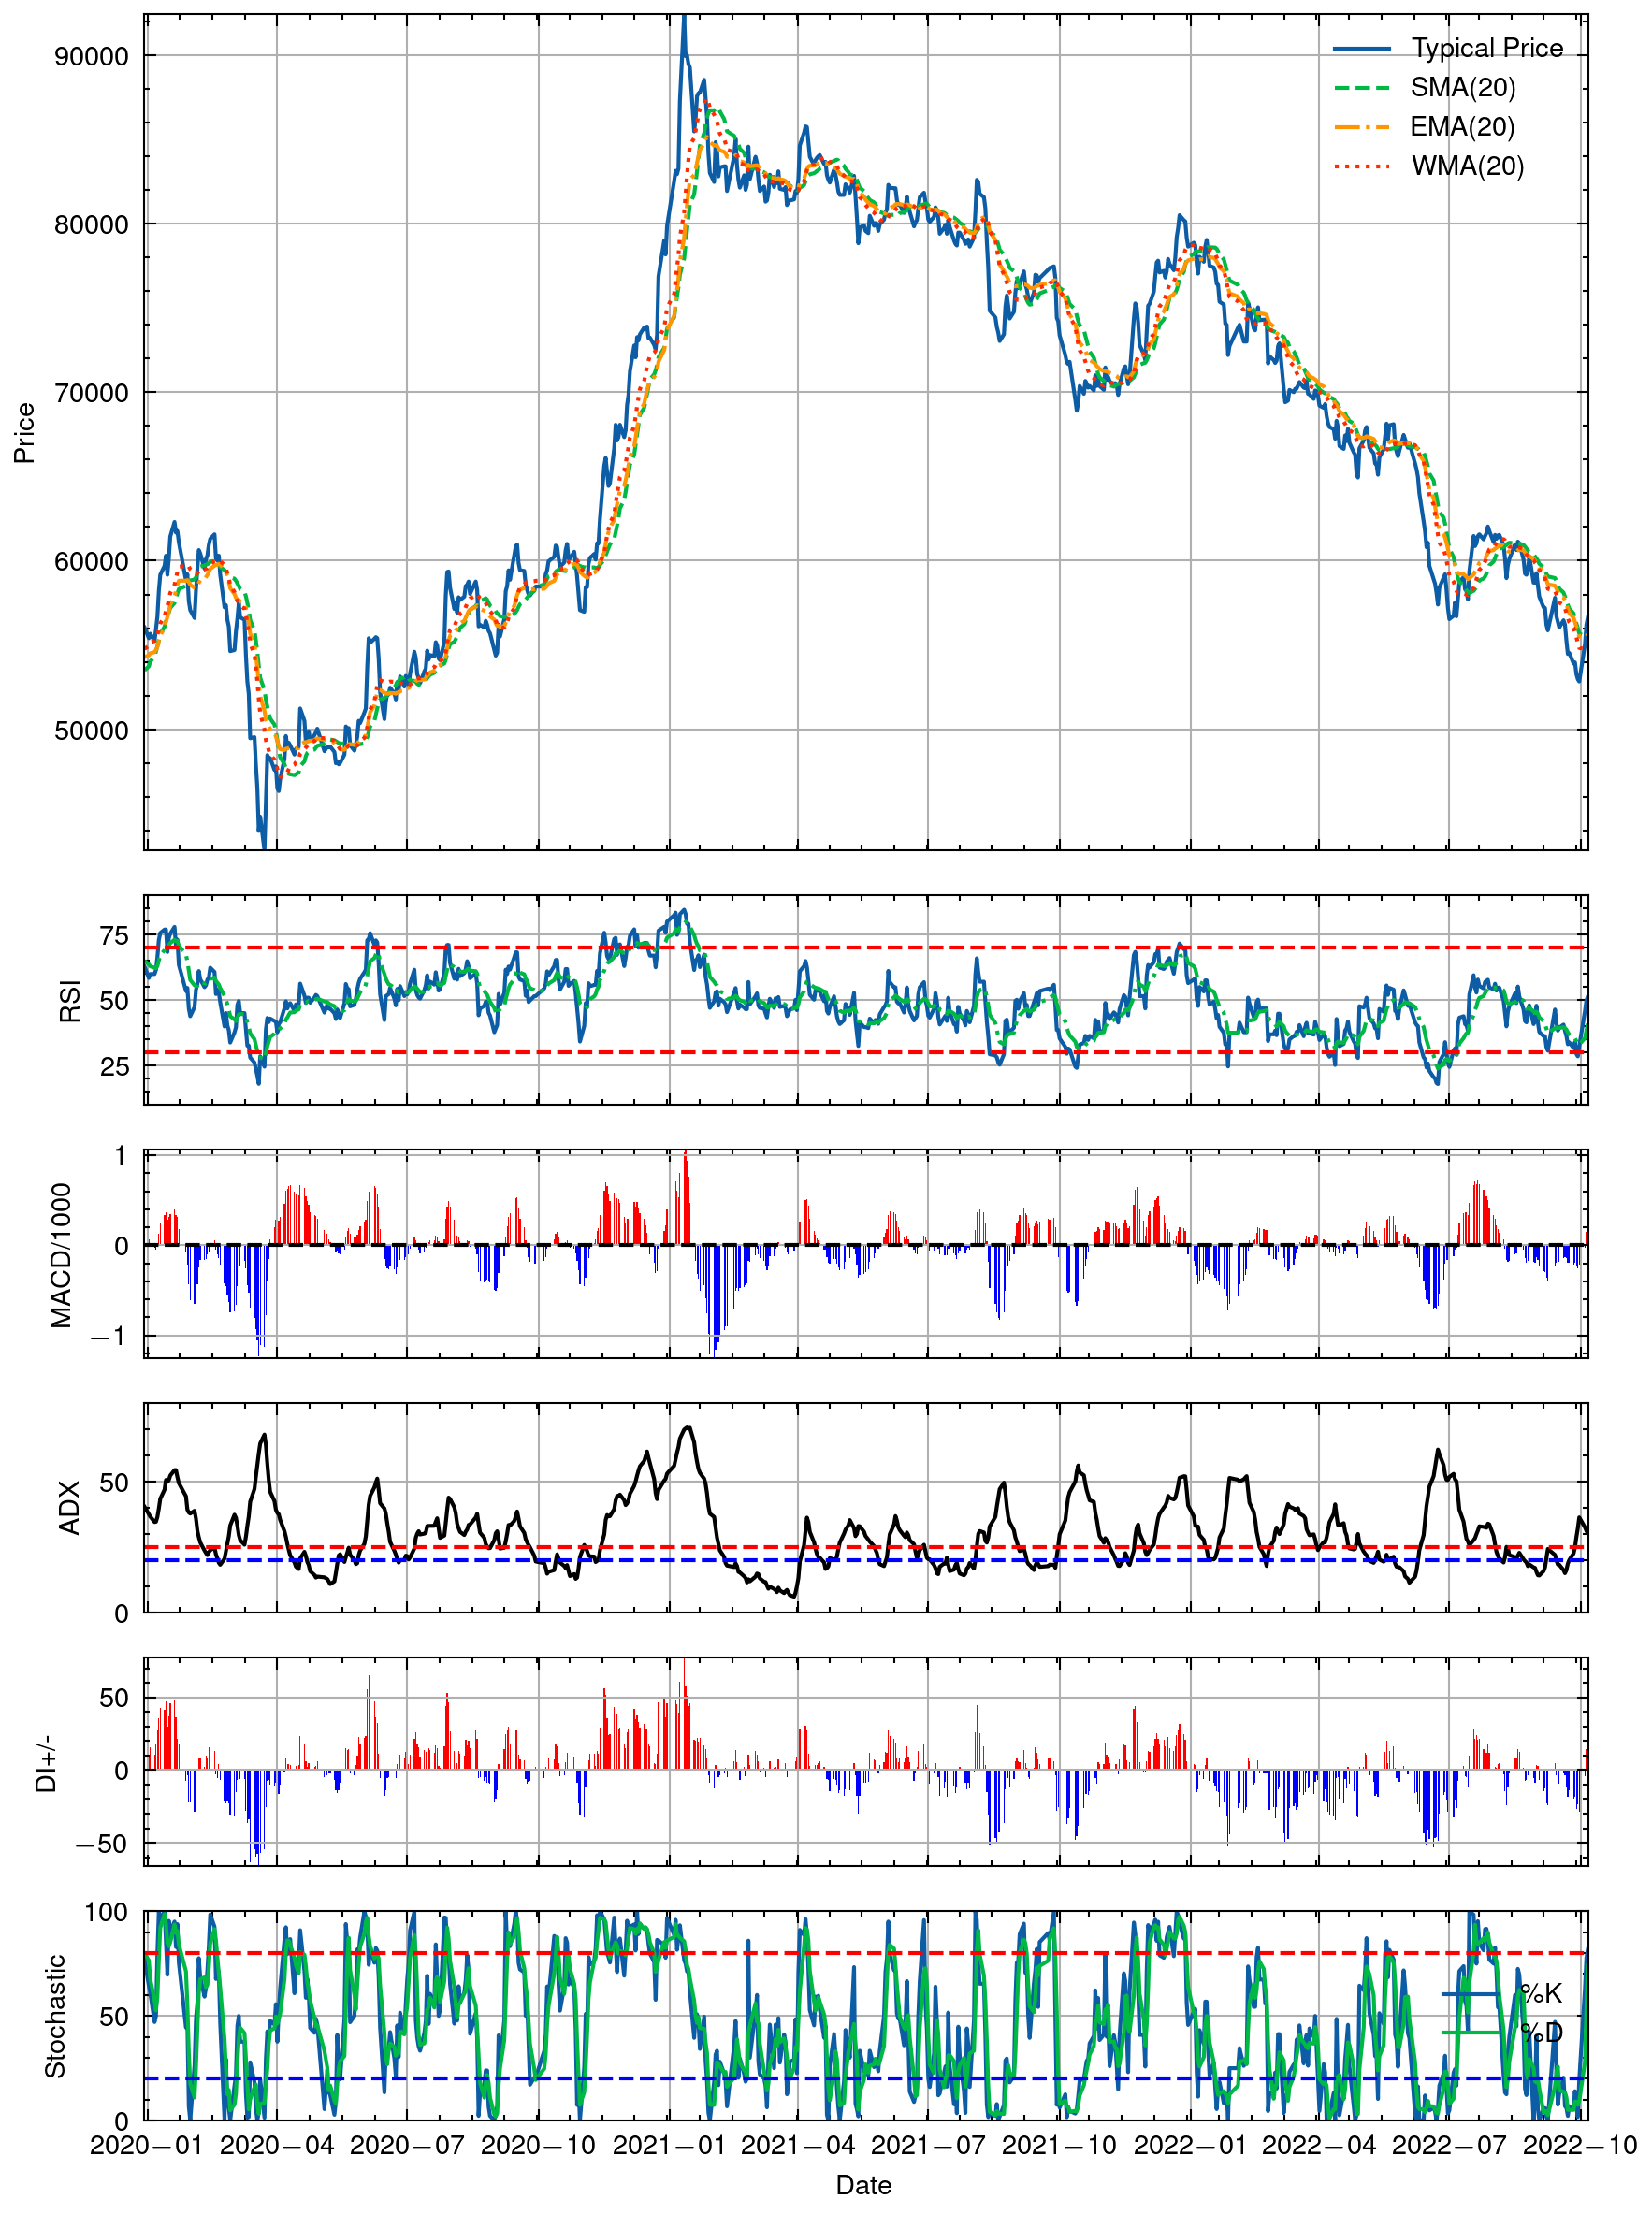 90000
80000
70000
60000
50000
Price
Typical Price
SMA(20)
EMA(20)
WMA(20)
75
50
25
RSI
1
0
−1
MACD/1000
50
0
ADX
50
0
−50
DI+/-
100
50
0
Stochastic
%K
%D
2020−01 2020−04 2020−07 2020−10 2021−01 2021−04 2021−07 2021−10 2022−01 2022−04 2022−07 2022−10
Date